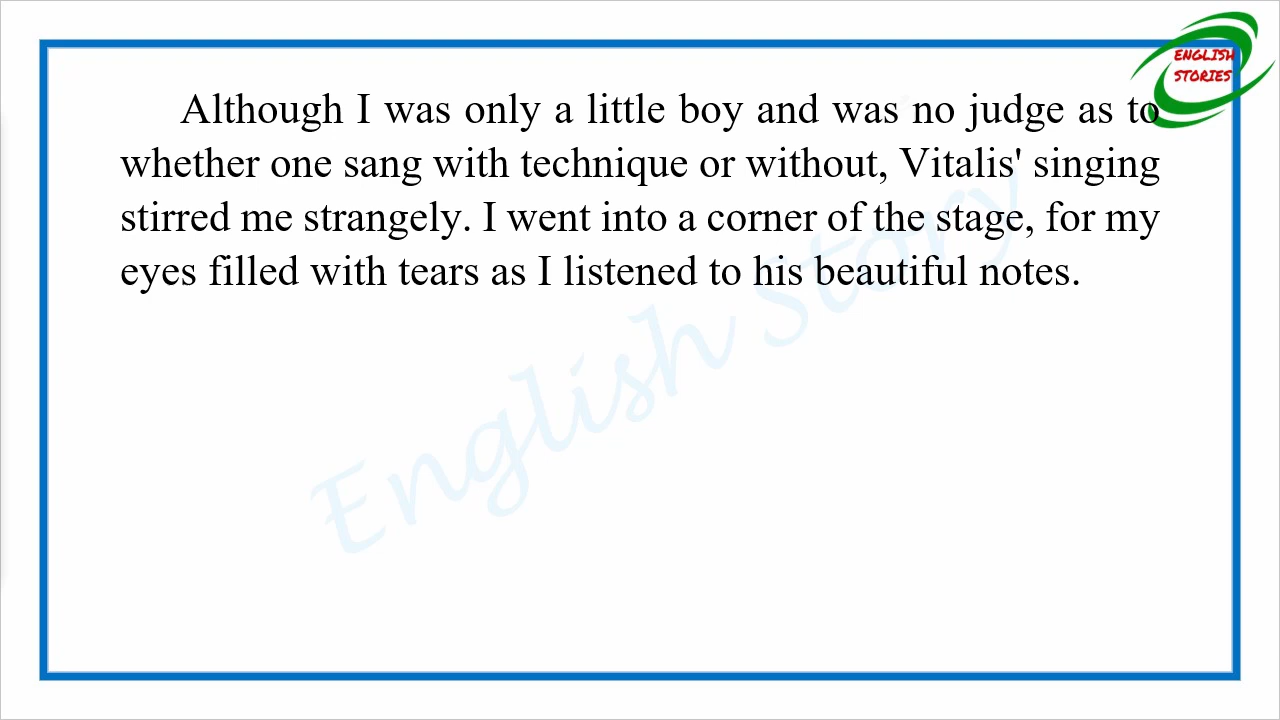 ENGLISH
STORIES
Although I was only a little boy and was no judge as to
whether one sang with technique or without, Vitalis' singing
stirred me strangely. I went into a corner of the stage, for my
eyes filled with tears as I listened to his beautiful notes.
English Story